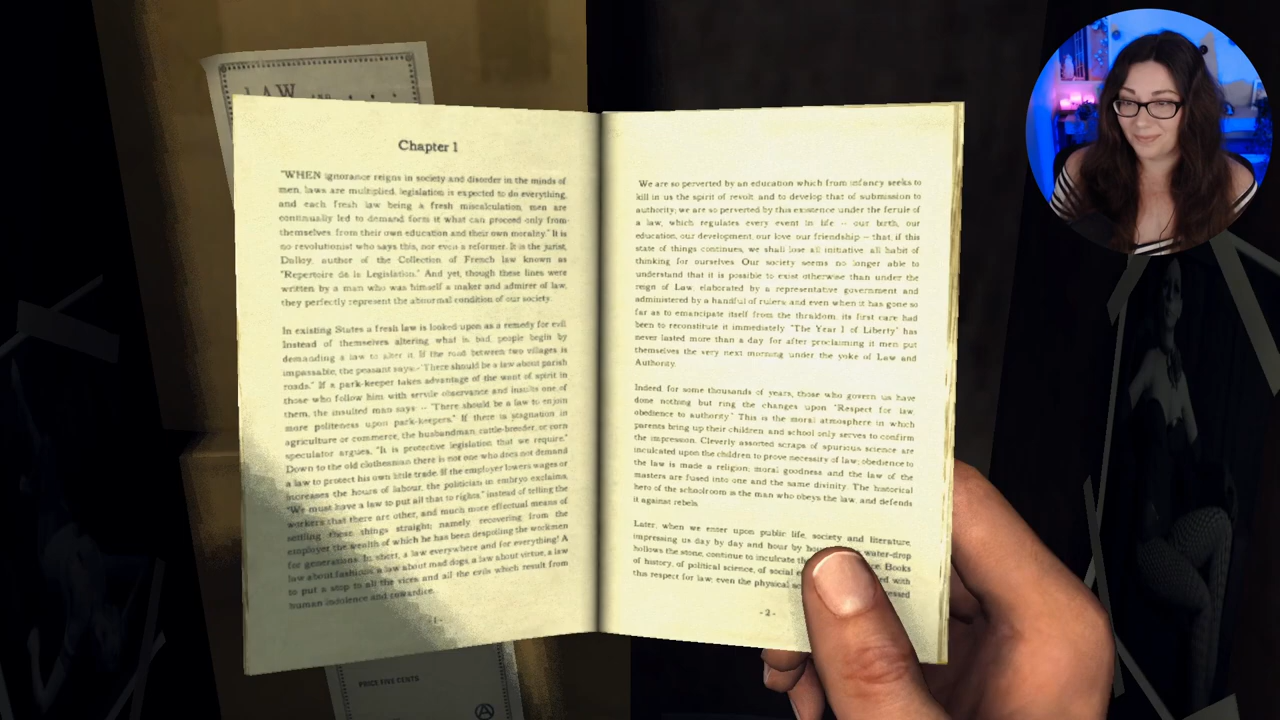 LAW AND
Chapter 1
"WHEN ignorance reigns in society and disorder in the minds of
men, laws are multiplied, legislation is expected to do everything,
and each fresh law being a fresh miscalculation, men are
continually led to demand form it what can proceed only from
themselves, from their own education and their own morality." It is
no revolutionist who says this, nor even a reformer. It is the jurist,
Dalloy, author of the Collection of French law known as
"Repertoire de la Legislation." And yet, though these lines were
written by a man who was himself a maker and admirer of law,
they perfectly represent the abnormal condition of our society.
In existing States a fresh law is looked upon as a remedy for evil.
Instead of themselves altering what is bad, people begin by
demanding a law to alter it. If the road between two villages is
impassable, the peasant says:- "There should be a law about parish
roads." If a park-keeper takes advantage of the want of spirit in
those who follow him with servile observance and insults one of
them, the insulted man says: -- "There should be a law to enjoin
more politeness upon park-keepers." If there is stagnation in
agriculture or commerce, the husbandman, cattle-breeder, or corn
speculator argues, "It is protective legislation that we require."
Down to the old clothesman there is not one who does not demand
a law to protect his own little trade. If the employer lowers wages or
increases the hours of labour, the politician in embryo exclaims,
"We must have a law to put all that to rights," instead of telling the
workers that there are other, and much more effectual means of
settling these things straight; namely, recovering from the
employer the wealth of which he has been despoiling the workmen
for generations. In short, a law everywhere and for everything! A
law about fashions, a law about mad dogs, a law about virtue, a law
to put a stop to all the vices and all the evils which result from
human indolence and cowardice.
-1-
We are so perverted by an education which from infancy seeks to
kill in us the spirit of revolt, and to develop that of submission to
authority; we are so perverted by this existence under the ferule of
a law, which regulates every event in life -- our birth, our
education, our development, our love, our friendship -- that, if this
state of things continues, we shall lose all initiative, all habit of
thinking for ourselves. Our society seems no longer able to
understand that it is possible to exist otherwise than under the
reign of Law, elaborated by a representative government and
administered by a handful of rulers; and even when it has gone so
far as to emancipate itself from the thraldom, its first care had
been to reconstitute it immediately. "The Year I of Liberty" has
never lasted more than a day, for after proclaiming it men put
themselves the very next morning under the yoke of Law and
Authority.
Indeed, for some thousands of years, those who govern us have
done nothing but ring the changes upon "Respect for law,
obedience to authority." This is the moral atmosphere in which
parents bring up their children, and school only serves to confirm
the impression. Cleverly assorted scraps of spurious science are
inculcated upon the children to prove necessity of law; obedience to
the law is made a religion; moral goodness and the law of the
masters are fused into one and the same divinity. The historical
hero of the schoolroom is the man who obeys the law, and defends
it against rebels.
Later, when we enter upon public life, society and literature,
impressing us day by day and hour by water-drop
hollows the stone, continue to inculcate Books
of history, of political science, of social with
this respect for law; even the physical
-2-
PRICE FIVE CENTS